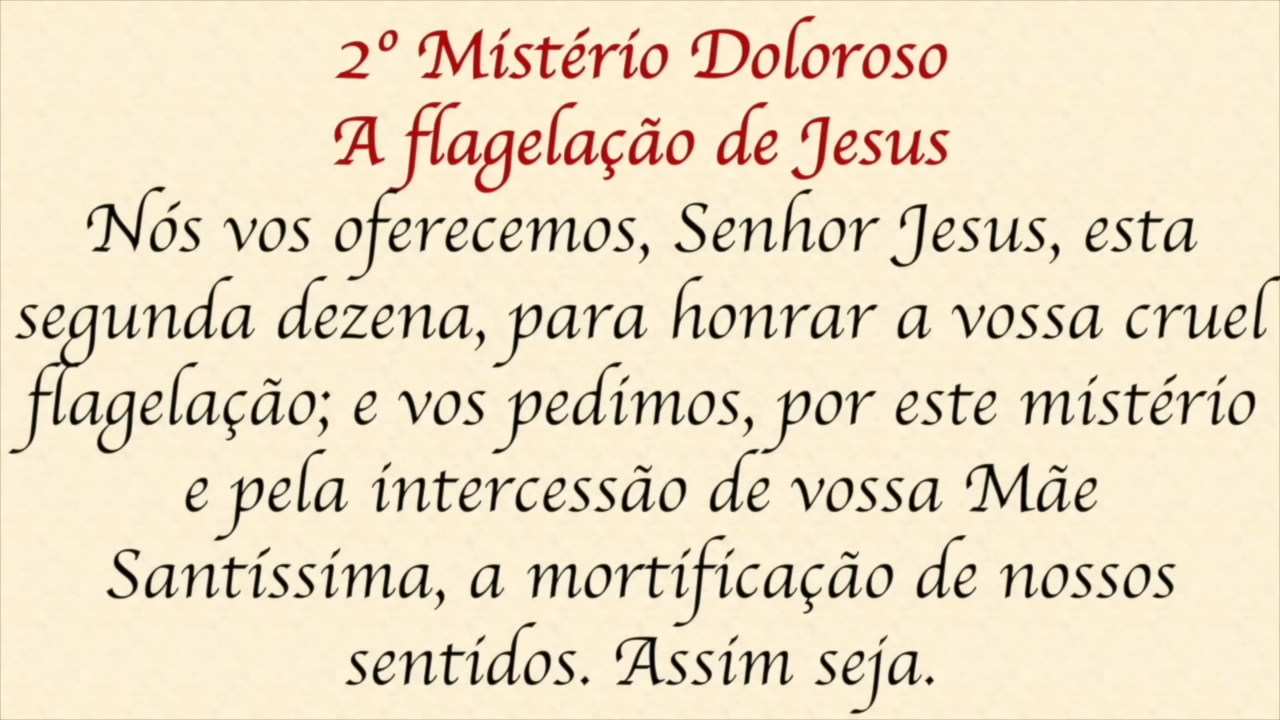 2º Mistério Doloroso
A flagelação de Jesus
Nós vos oferecemos, Senhor Jesus, esta
segunda dezena, para honrar a vossa cruel
flagelação; e vos pedimos, por este mistério
e pela intercessão de vossa Mãe
Santíssima, a mortificação de nossos
sentidos. Assim seja.